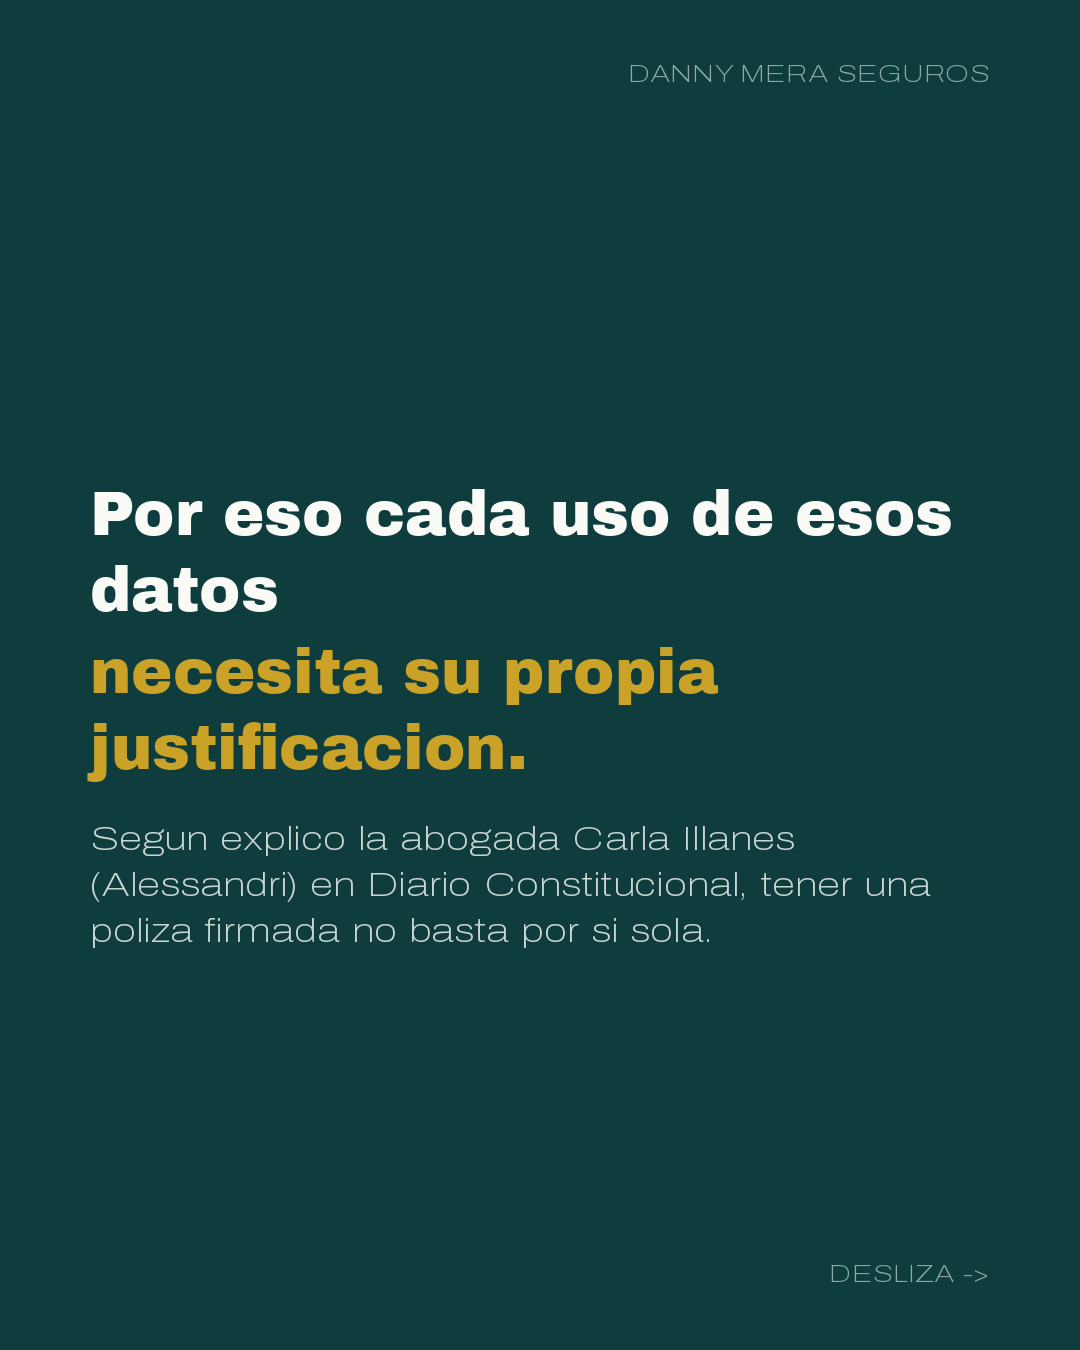 DANNY MERA SEGUROS
Por eso cada uso de esos
datos
necesita su propia
justificacion.
Segun explico la abogada Carla Illanes
(Alessandri) en Diario Constitucional, tener una
poliza firmada no basta por si sola.
DESLIZA ->